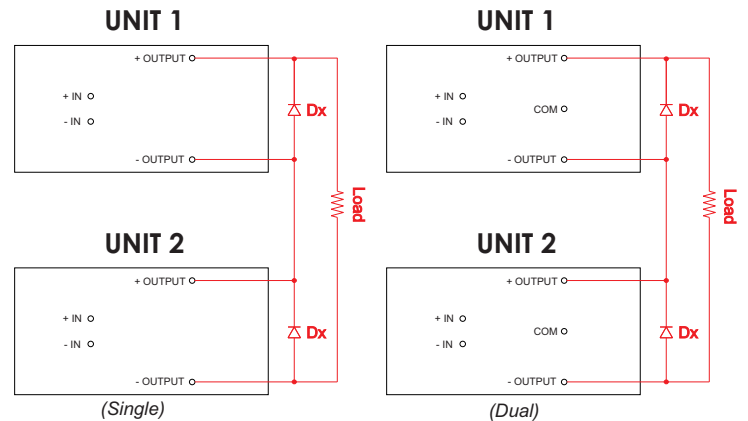 UNIT 1
+ OUTPUT
+ IN
- IN
- OUTPUT
Dx
Load
UNIT 2
+ OUTPUT
+ IN
- IN
- OUTPUT
Dx
(Single)
UNIT 1
+ OUTPUT
+ IN
COM
- IN
- OUTPUT
Dx
Load
UNIT 2
+ OUTPUT
+ IN
COM
- IN
- OUTPUT
Dx
(Dual)